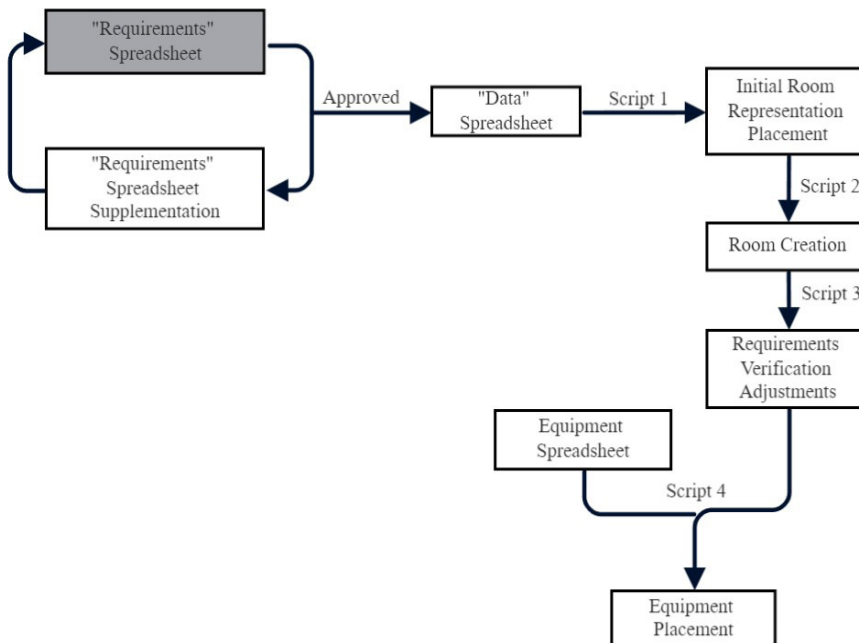 "Requirements"
Spreadsheet
"Requirements"
Spreadsheet
Supplementation
Approved
"Data"
Spreadsheet
Script 1
Initial Room
Representation
Placement
Script 2
Room Creation
Script 3
Requirements
Verification
Adjustments
Equipment
Spreadsheet
Script 4
Equipment
Placement